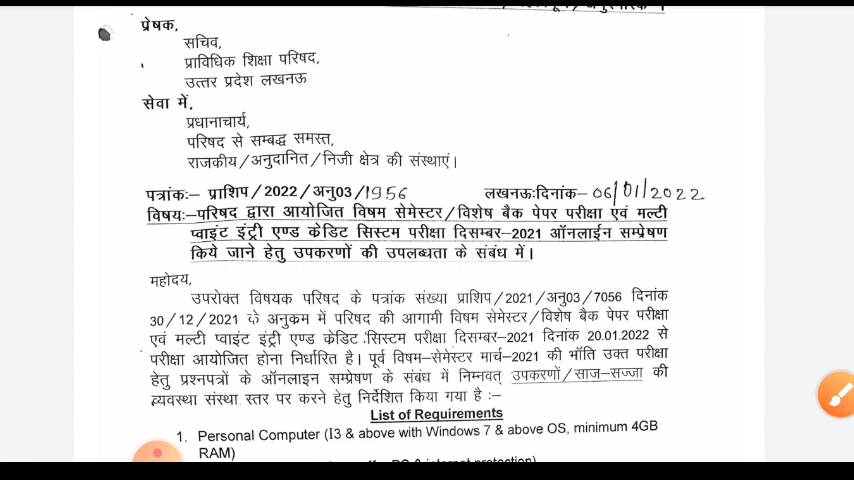 प्रेषक,
सचिव,
प्राविधिक शिक्षा परिषद,
उत्तर प्रदेश लखनऊ
सेवा में,
प्रधानाचार्य,
परिषद से सम्बद्ध समस्त,
राजकीय/अनुदानित/निजी क्षेत्र की संस्थाएं।
पत्रांकः– प्राशिप/2022/अनु03/1956 लखनऊःदिनांक– 06/01/2022
विषयः–परिषद द्वारा आयोजित विषम सेमेस्टर/विशेष बैक पेपर परीक्षा एवं मल्टी
प्वाइंट इंट्री एण्ड केडिट सिस्टम परीक्षा दिसम्बर–2021 ऑनलाईन सम्प्रेषण
किये जाने हेतु उपकरणों की उपलब्धता के संबंध में।
महोदय,
उपरोक्त विषयक परिषद के पत्रांक संख्या प्राशिप/2021/अनु03/7056 दिनांक
30/12/2021 के अनुकम में परिषद की आगामी विषम सेमेस्टर/विशेष बैक पेपर परीक्षा
एवं मल्टी प्वाइंट इंट्री एण्ड केडिट सिस्टम परीक्षा दिसम्बर–2021 दिनांक 20.01.2022 से
परीक्षा आयोजित होना निर्धारित है। पूर्व विषम–सेमेस्टर मार्च–2021 की भॉति उक्त परीक्षा
हेतु प्रश्नपत्रों के ऑनलाइन सम्प्रेषण के संबंध में निम्नवत् उपकरणों/साज–सज्जा की
व्यवस्था संस्था स्तर पर करने हेतु निर्देशित किया गया है :–
List of Requirements
1. Personal Computer (I3 & above with Windows 7 & above OS, minimum 4GB
RAM)